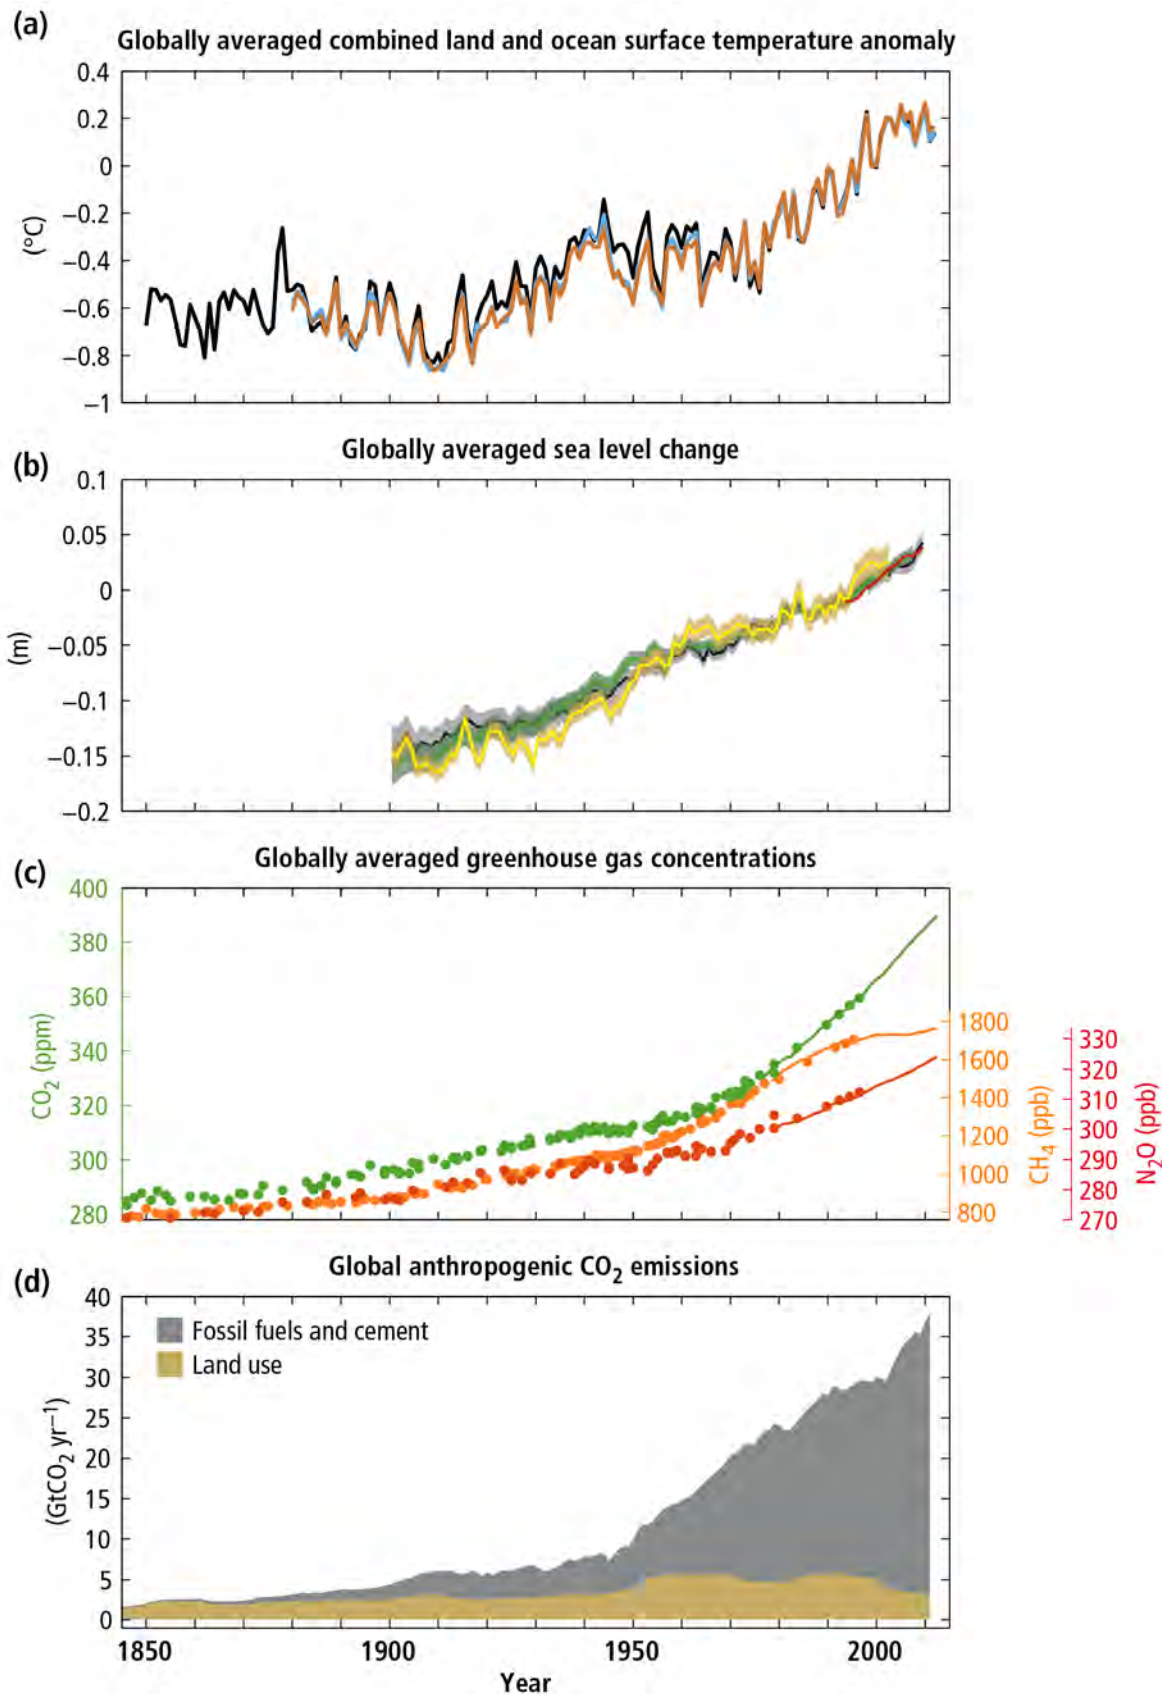 (a)
Globally averaged combined land and ocean surface temperature anomaly
0.4
0.2
0
−0.2
−0.4
−0.6
−0.8
−1
(°C)
(b)
Globally averaged sea level change
0.1
0.05
0
−0.05
−0.1
−0.15
−0.2
(m)
(c)
Globally averaged greenhouse gas concentrations
400
380
360
340
320
300
280
CO₂ (ppm)
1800
1600
1400
1200
1000
800
CH₄ (ppb)
330
320
310
300
290
280
270
N₂O (ppb)
(d)
Global anthropogenic CO₂ emissions
40
35
30
25
20
15
10
5
0
(GtCO₂ yr⁻¹)
Fossil fuels and cement
Land use
1850 1900 1950 2000
Year